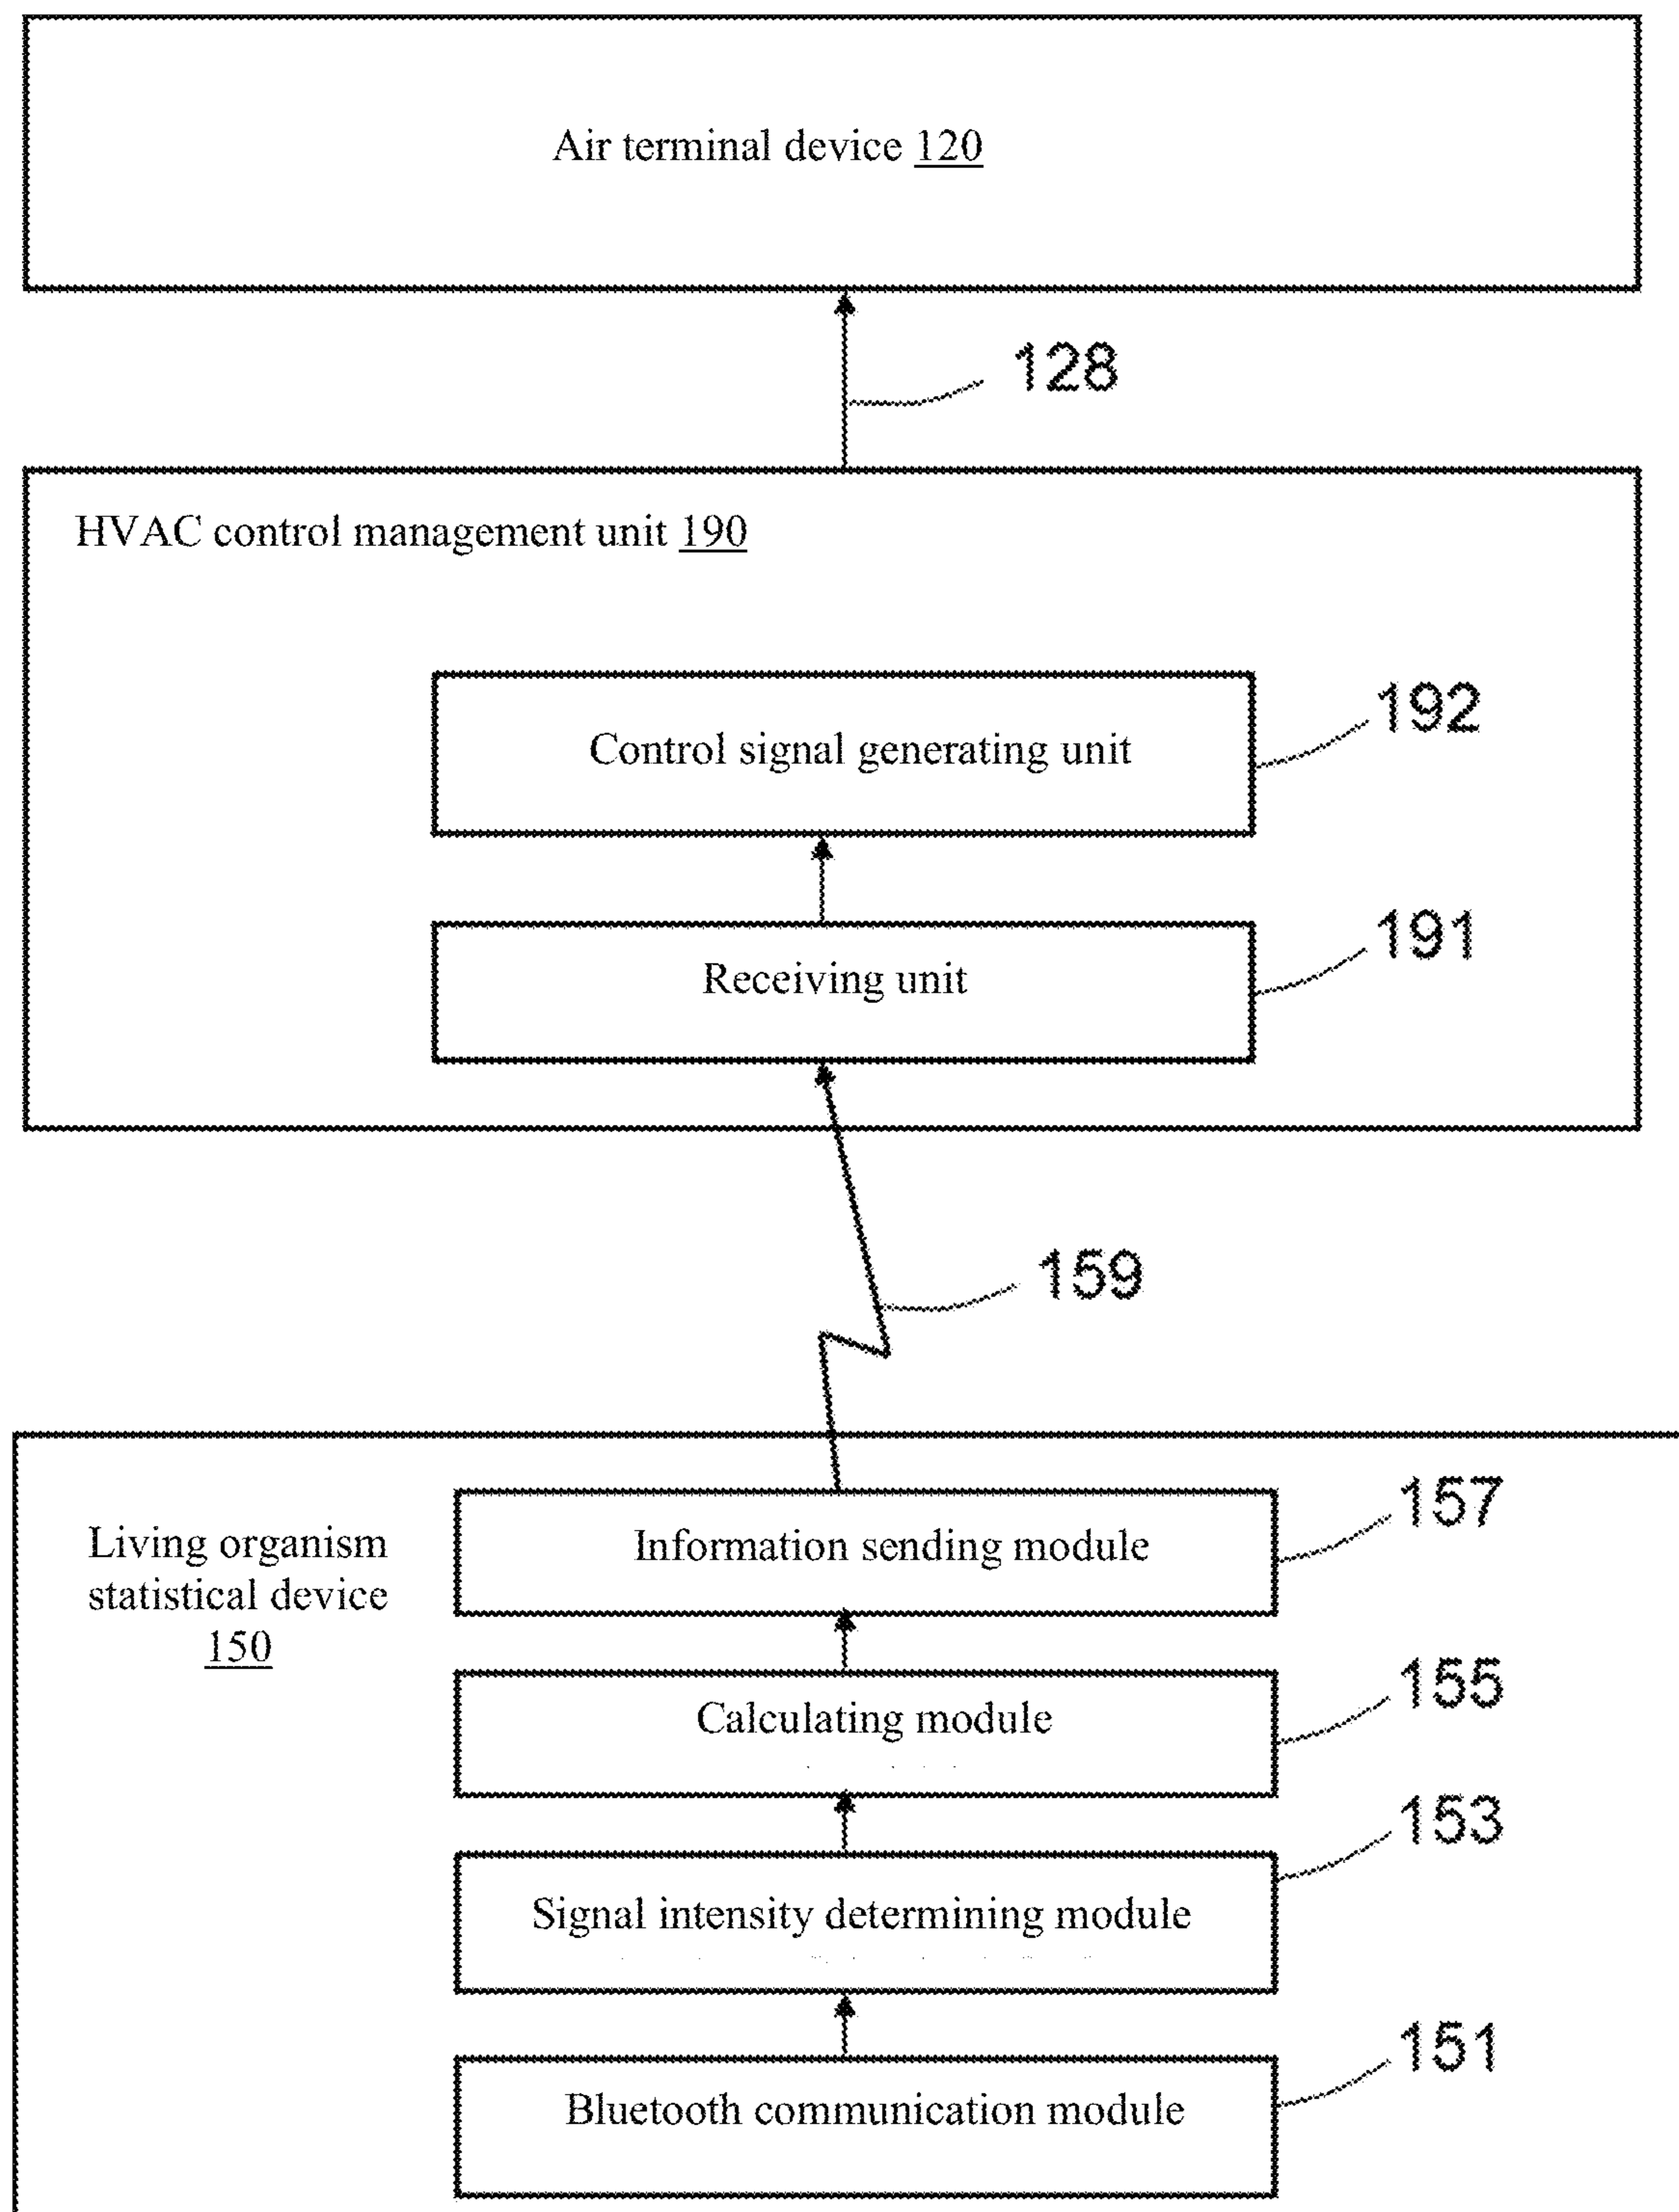 Air terminal device 120
128
HVAC control management unit 190
192
Control signal generating unit
191
Receiving unit
159
157
Information sending module
Living organism
statistical device
150
155
Calculating module
153
Signal intensity determining module
151
Bluetooth communication module